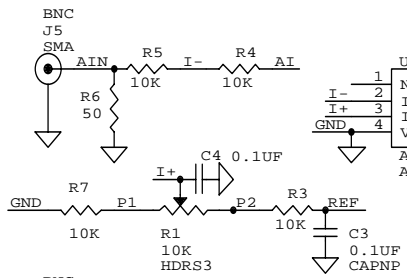 BNC
J5
SMA
AIN
R5
I-
R4
AI
10K
10K
R6
50
U
1
N
I-
2
I
I+
3
I
GND
4
V
A
A
C4
0.1UF
I+
GND
R7
P1
P2
R3
REF
10K
R1
10K
HDRS3
10K
C3
0.1UF
CAPNP